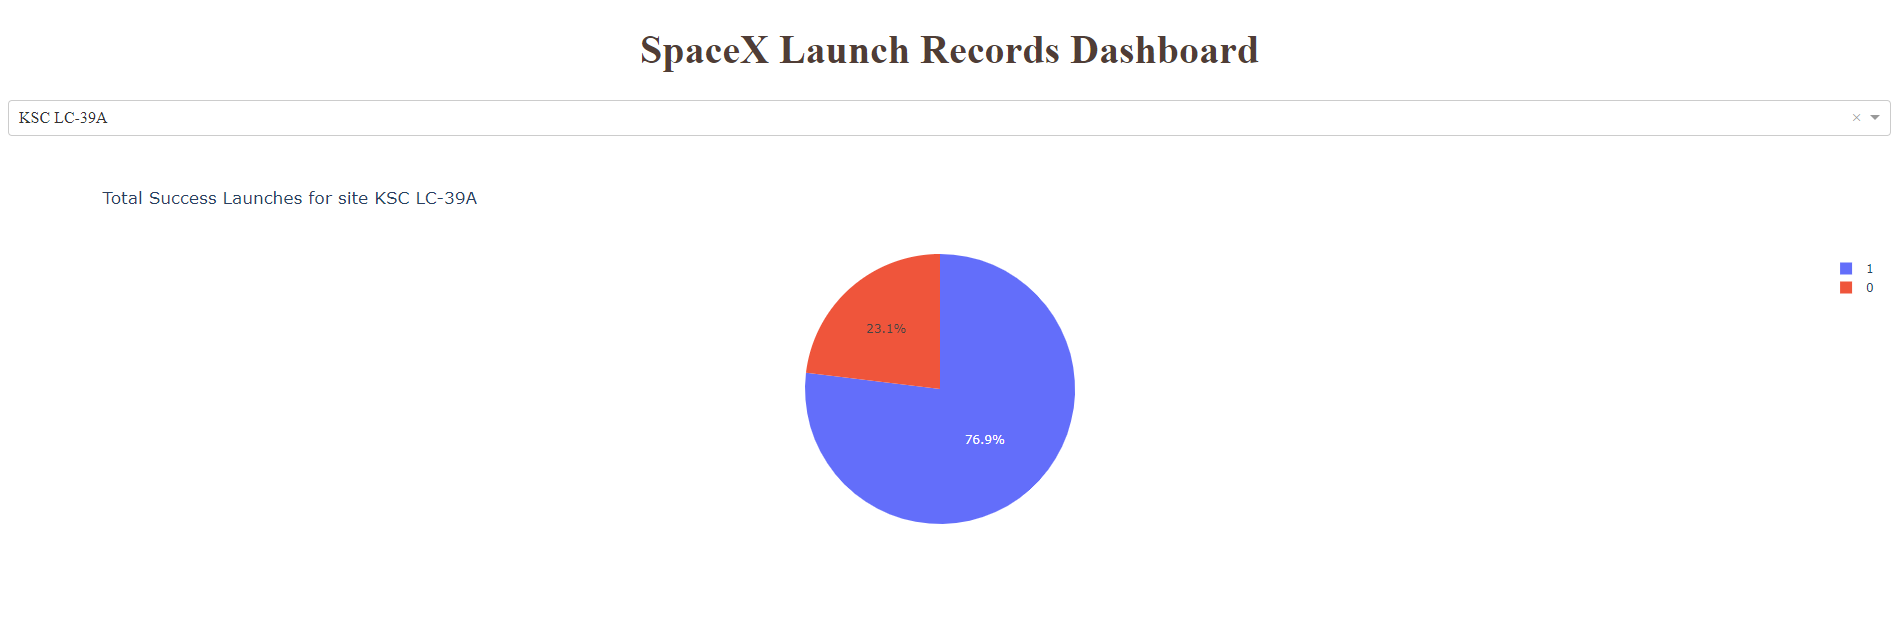 SpaceX Launch Records Dashboard
KSC LC-39A
Total Success Launches for site KSC LC-39A
1
0
23.1%
76.9%